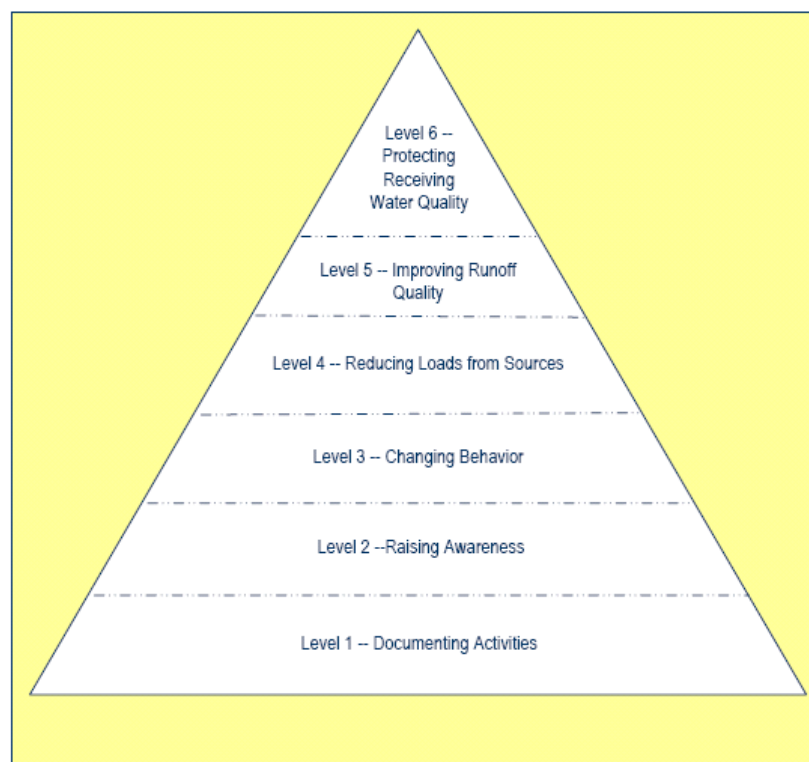 Level 6 --
Protecting
Receiving
Water Quality
Level 5 -- Improving Runoff
Quality
Level 4 -- Reducing Loads from Sources
Level 3 -- Changing Behavior
Level 2 --Raising Awareness
Level 1 -- Documenting Activities